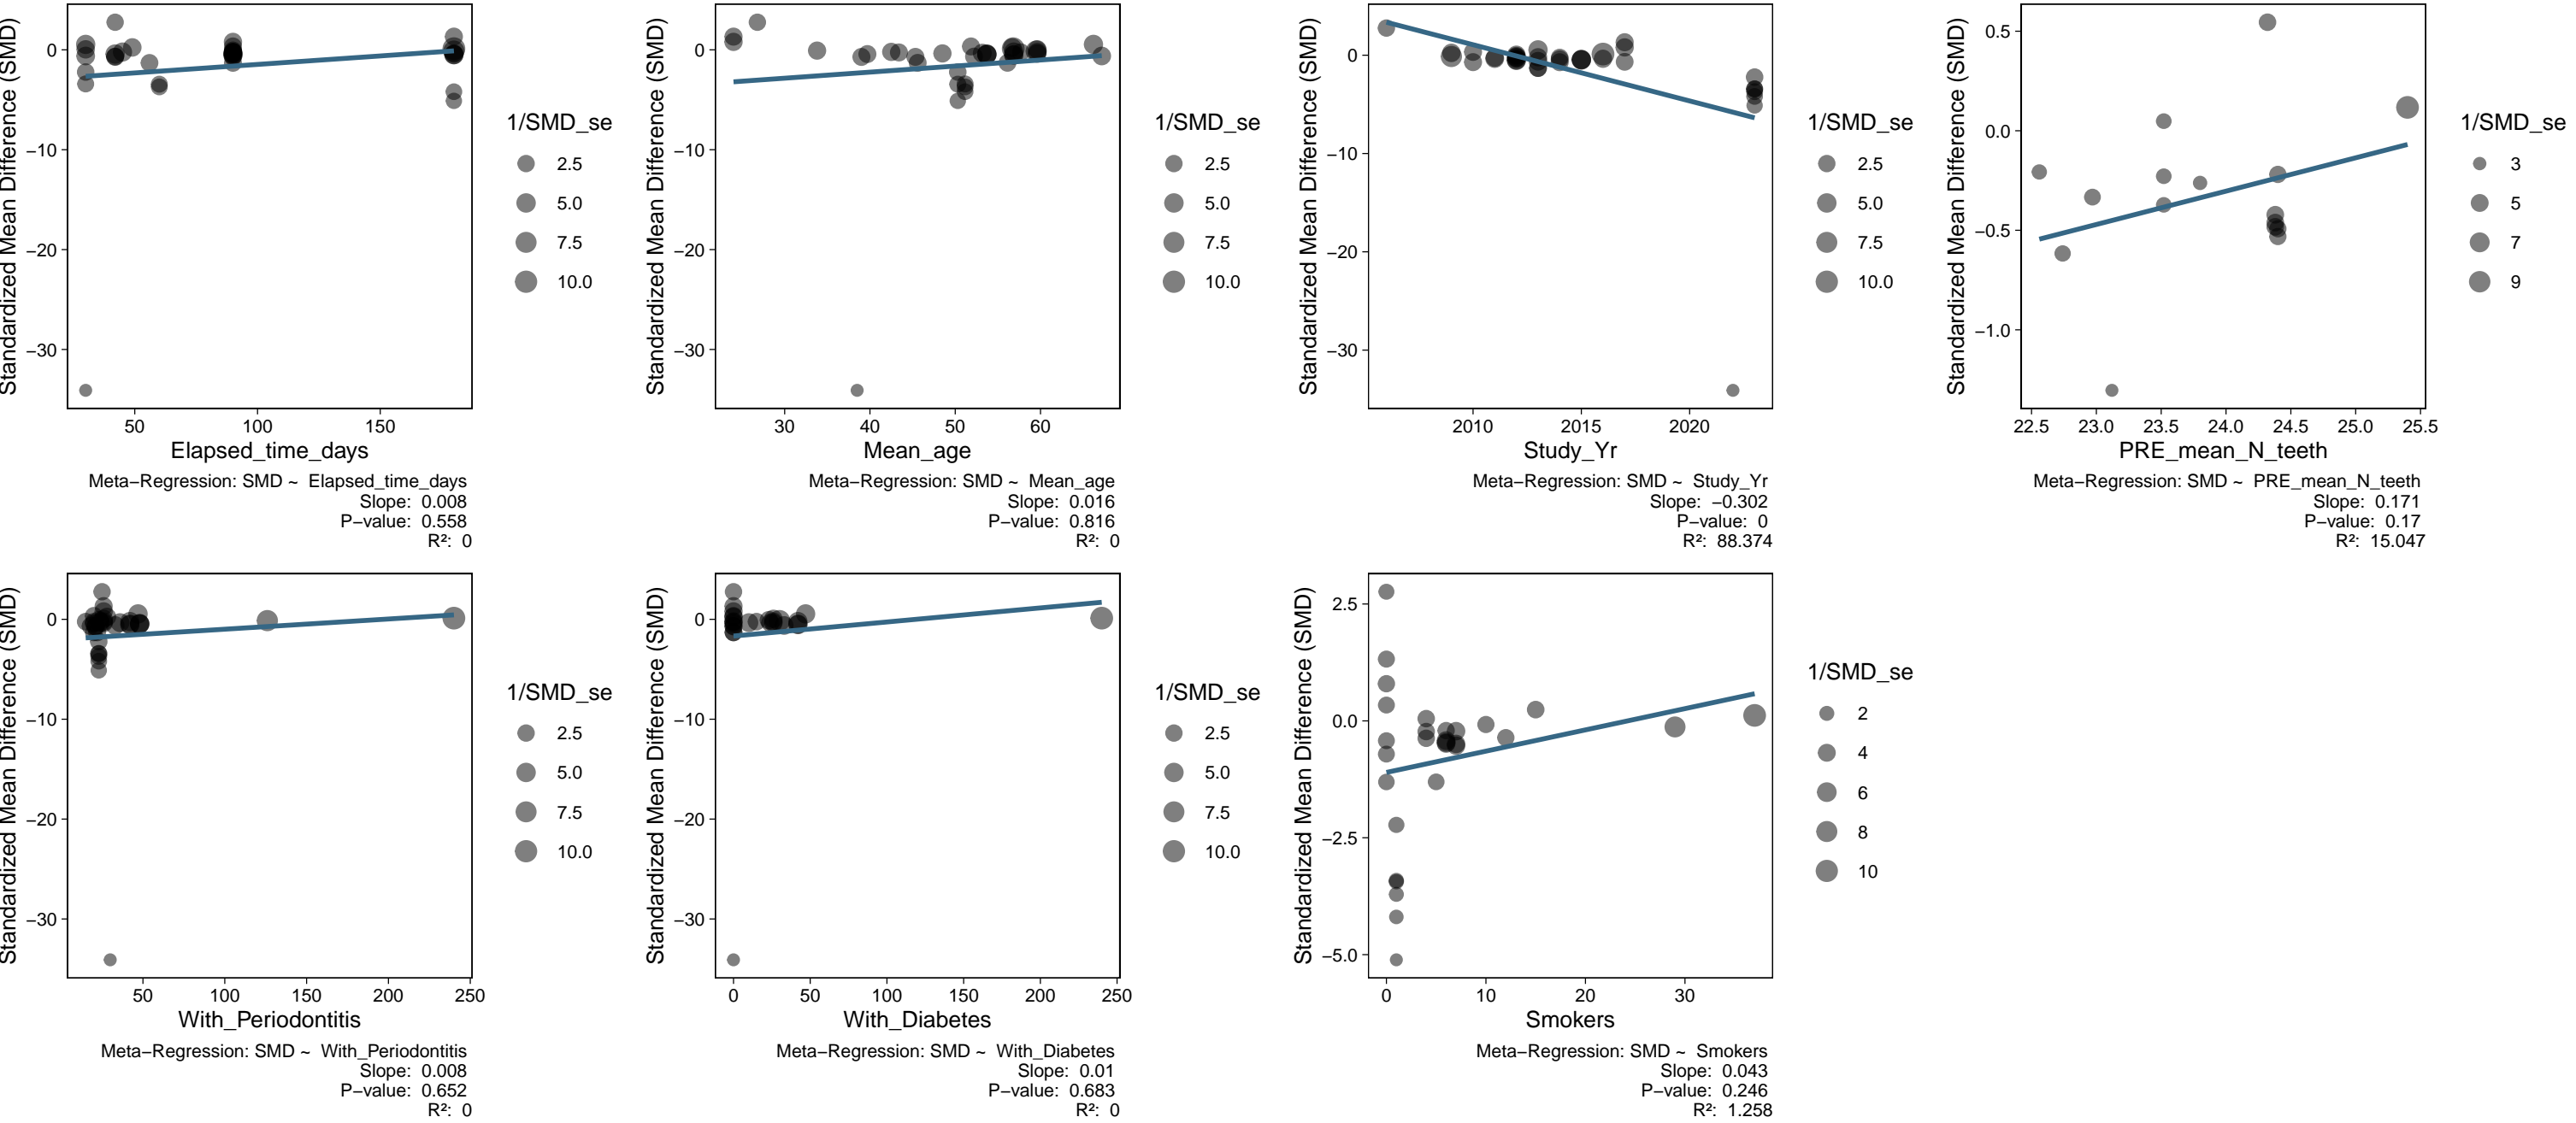 Standardized Mean Difference (SMD)
0
−10
−20
−30
50
100
150
Elapsed_time_days
1/SMD_se
2.5
5.0
7.5
10.0
Meta−Regression: SMD ~ Elapsed_time_days
Slope: 0.008
P−value: 0.558
R²: 0
Standardized Mean Difference (SMD)
0
−10
−20
−30
30
40
50
60
Mean_age
1/SMD_se
2.5
5.0
7.5
10.0
Meta−Regression: SMD ~ Mean_age
Slope: 0.016
P−value: 0.816
R²: 0
Standardized Mean Difference (SMD)
0
−10
−20
−30
2010
2015
2020
Study_Yr
1/SMD_se
2.5
5.0
7.5
10.0
Meta−Regression: SMD ~ Study_Yr
Slope: −0.302
P−value: 0
R²: 88.374
Standardized Mean Difference (SMD)
0.5
0.0
−0.5
−1.0
22.5
23.0
23.5
24.0
24.5
25.0
25.5
PRE_mean_N_teeth
1/SMD_se
3
5
7
9
Meta−Regression: SMD ~ PRE_mean_N_teeth
Slope: 0.171
P−value: 0.17
R²: 15.047
Standardized Mean Difference (SMD)
0
−10
−20
−30
50
100
150
200
250
With_Periodontitis
1/SMD_se
2.5
5.0
7.5
10.0
Meta−Regression: SMD ~ With_Periodontitis
Slope: 0.008
P−value: 0.652
R²: 0
Standardized Mean Difference (SMD)
0
−10
−20
−30
0
50
100
150
200
250
With_Diabetes
1/SMD_se
2.5
5.0
7.5
10.0
Meta−Regression: SMD ~ With_Diabetes
Slope: 0.01
P−value: 0.683
R²: 0
Standardized Mean Difference (SMD)
2.5
0.0
−2.5
−5.0
0
10
20
30
Smokers
1/SMD_se
2
4
6
8
10
Meta−Regression: SMD ~ Smokers
Slope: 0.043
P−value: 0.246
R²: 1.258